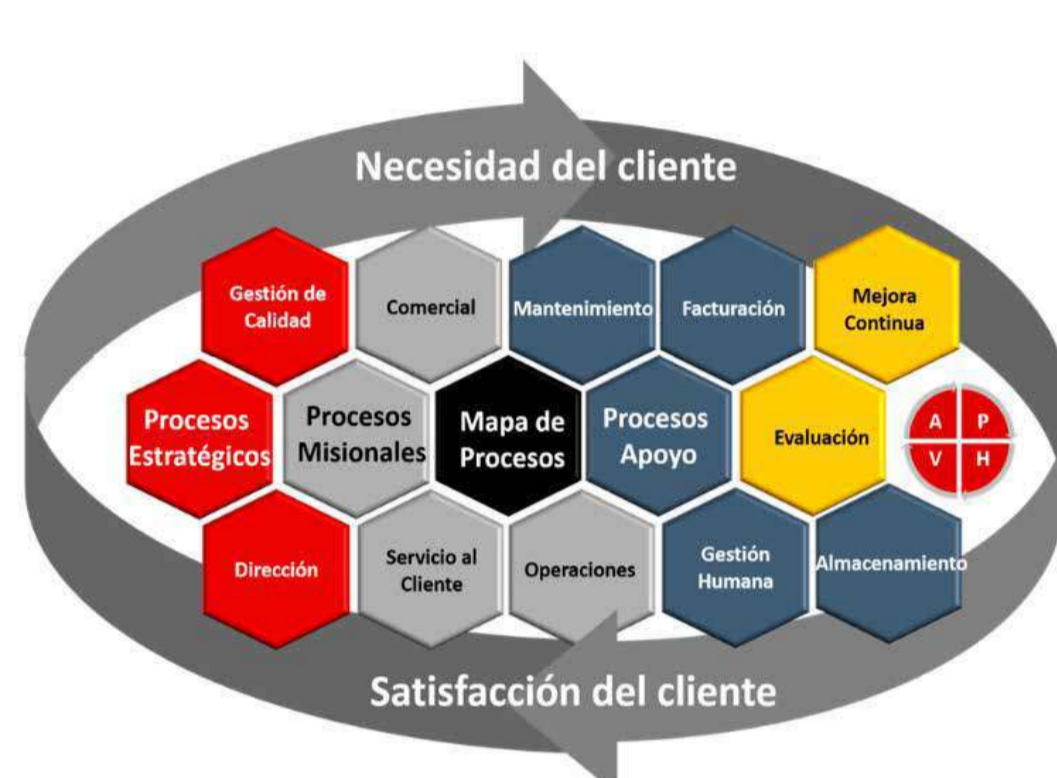 Necesidad del cliente
Gestión de
Calidad
Comercial
Mantenimiento
Facturación
Mejora
Continua
Procesos
Estratégicos
Procesos
Misionales
Mapa de
Procesos
Procesos
Apoyo
Evaluación
A P
V H
Dirección
Servicio al
Cliente
Operaciones
Gestión
Humana
Almacenamiento
Satisfacción del cliente